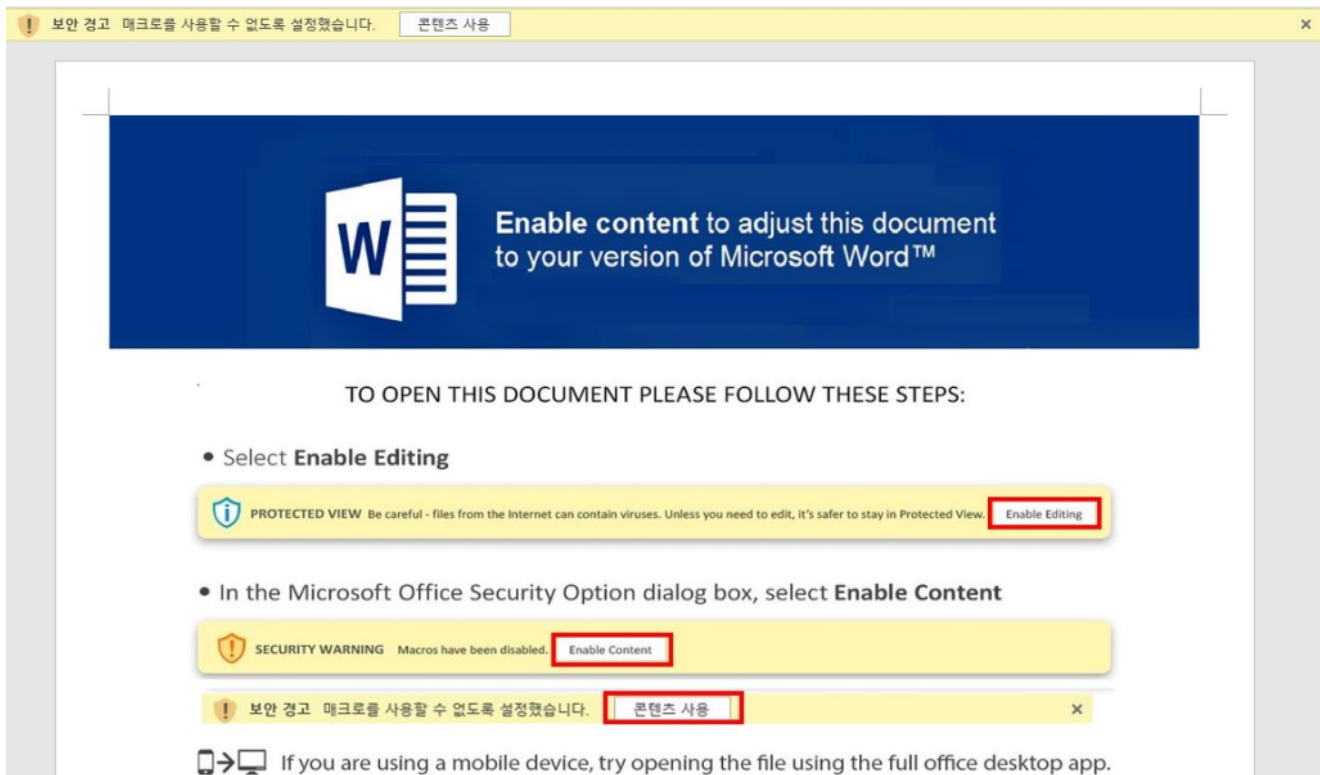 보안 경고 매크로를 사용할 수 없도록 설정했습니다. 콘텐츠 사용
W
Enable content to adjust this document
to your version of Microsoft Word™
TO OPEN THIS DOCUMENT PLEASE FOLLOW THESE STEPS:
• Select Enable Editing
PROTECTED VIEW Be careful - files from the Internet can contain viruses. Unless you need to edit, it's safer to stay in Protected View. Enable Editing
• In the Microsoft Office Security Option dialog box, select Enable Content
SECURITY WARNING Macros have been disabled. Enable Content
보안 경고 매크로를 사용할 수 없도록 설정했습니다. 콘텐츠 사용
If you are using a mobile device, try opening the file using the full office desktop app.